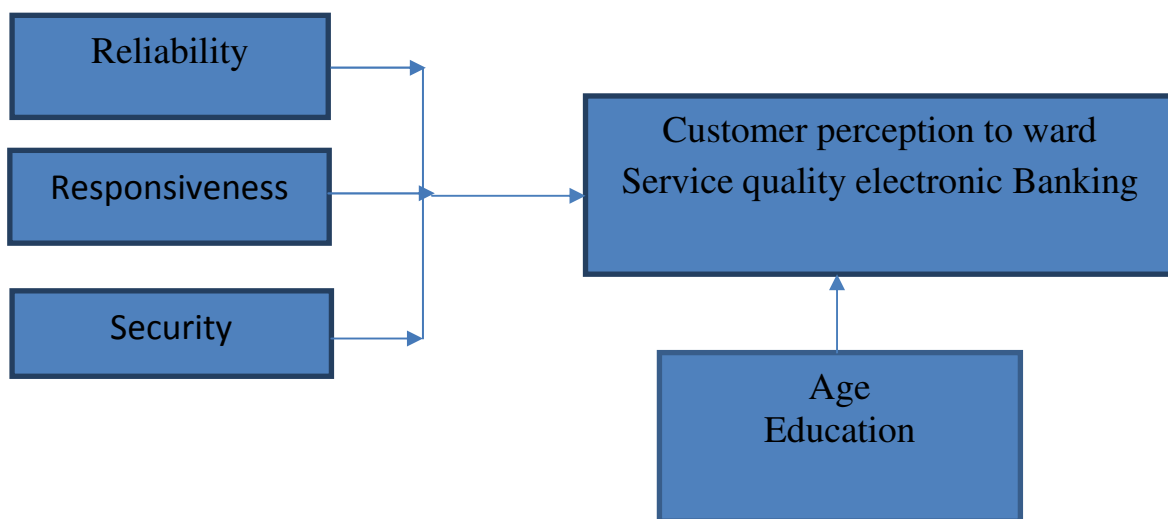 Reliability
Responsiveness
Security
Customer perception to ward
Service quality electronic Banking
Age
Education